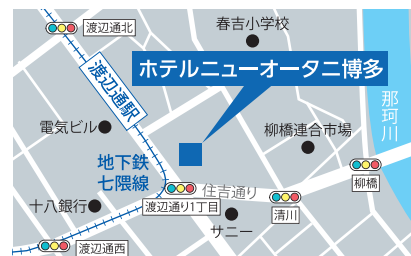 春吉小学校
渡辺通北
渡辺通駅
ホテルニューオータニ博多
那珂川
電気ビル
柳橋連合市場
地下鉄
七隈線
柳橋
住吉通り
十八銀行
渡辺通り1丁目
清川
サニー
渡辺通西